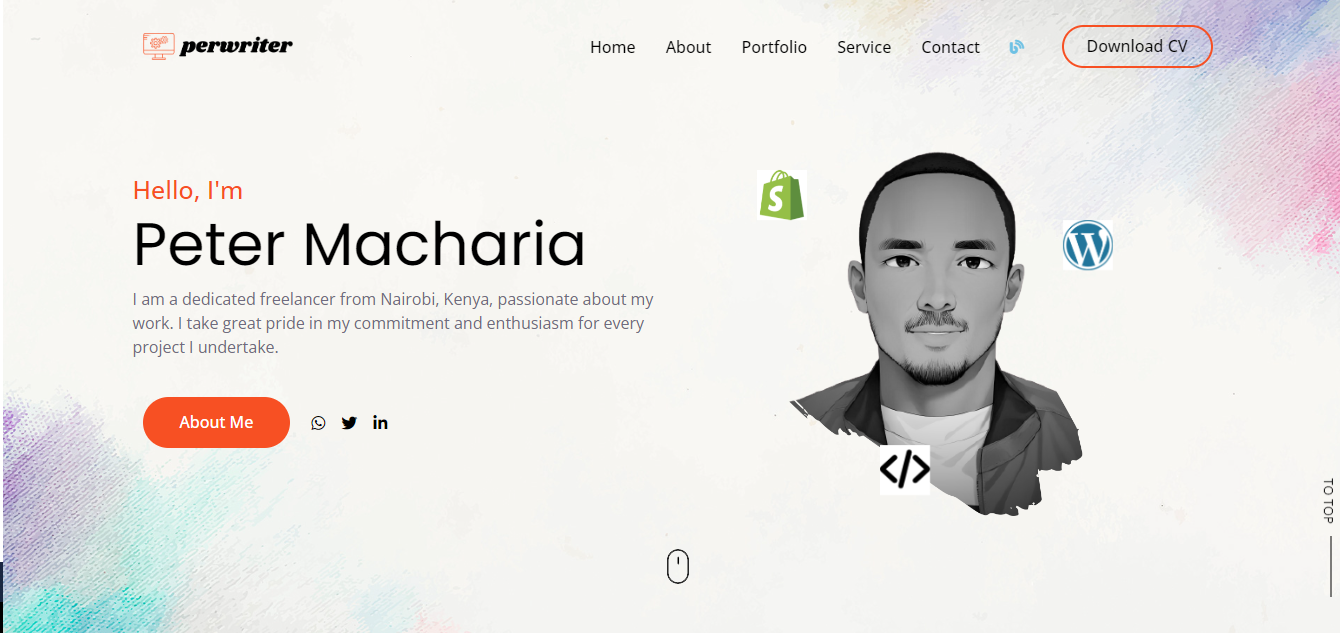 perwriter
Home About Portfolio Service Contact Download CV
Hello, I'm
Peter Macharia
I am a dedicated freelancer from Nairobi, Kenya, passionate about my
work. I take great pride in my commitment and enthusiasm for every
project I undertake.
About Me
TO TOP